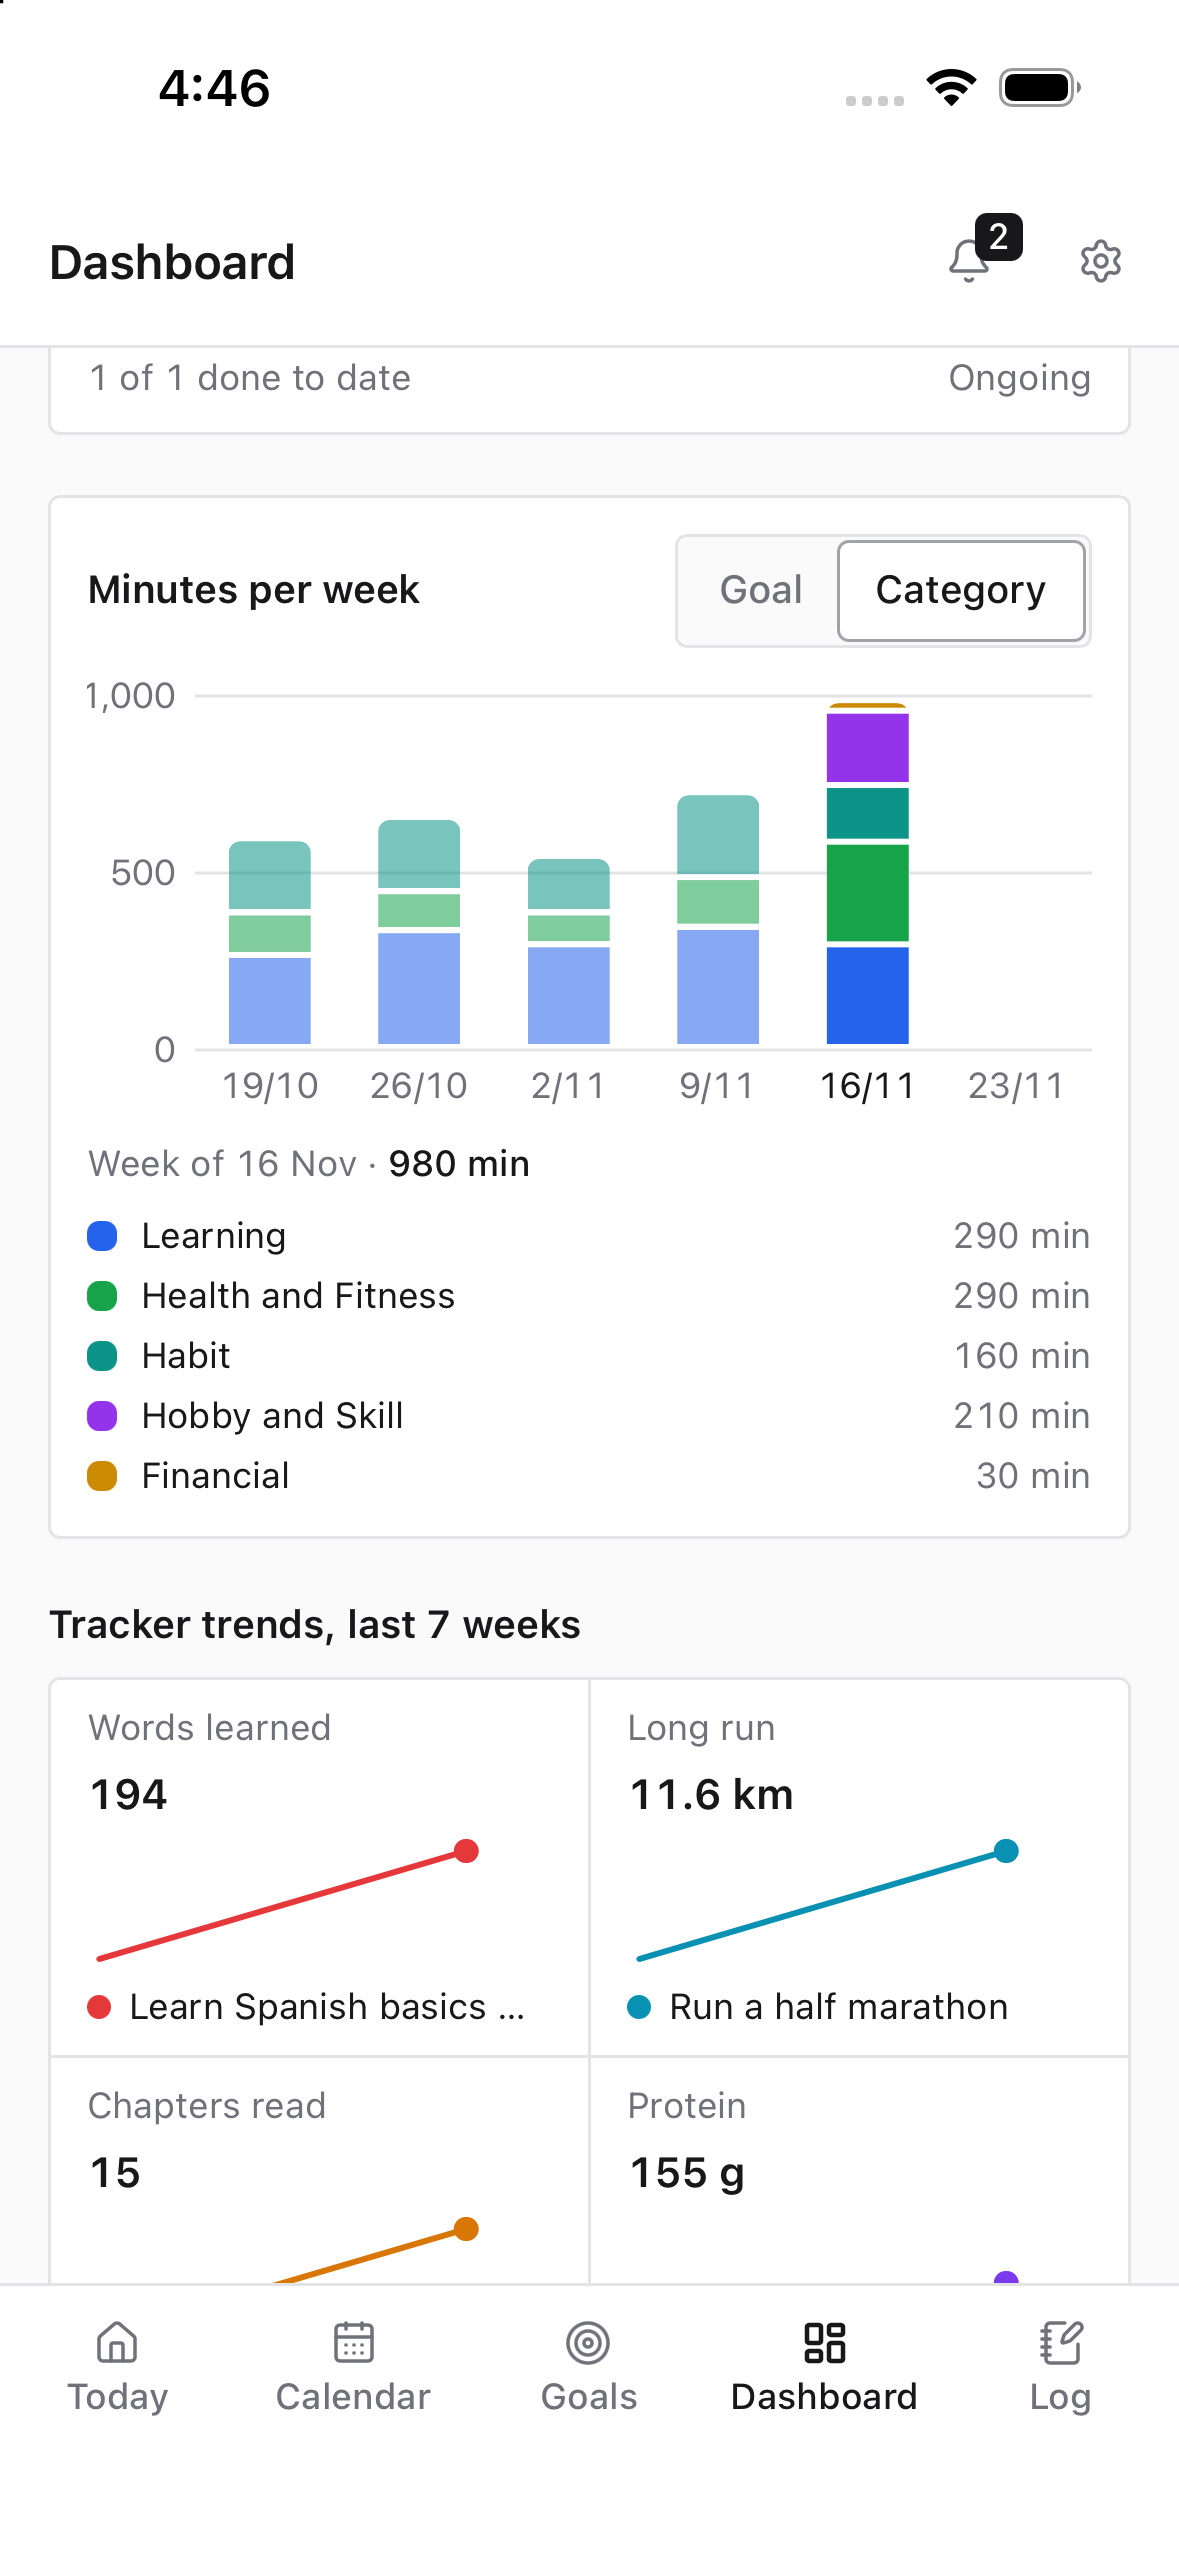 4:46
Dashboard
2
1 of 1 done to date
Ongoing
Minutes per week
Goal
Category
1,000
500
0
19/10
26/10
2/11
9/11
16/11
23/11
Week of 16 Nov · 980 min
Learning
290 min
Health and Fitness
290 min
Habit
160 min
Hobby and Skill
210 min
Financial
30 min
Tracker trends, last 7 weeks
Words learned
194
Learn Spanish basics ...
Long run
11.6 km
Run a half marathon
Chapters read
15
Protein
155 g
Today
Calendar
Goals
Dashboard
Log